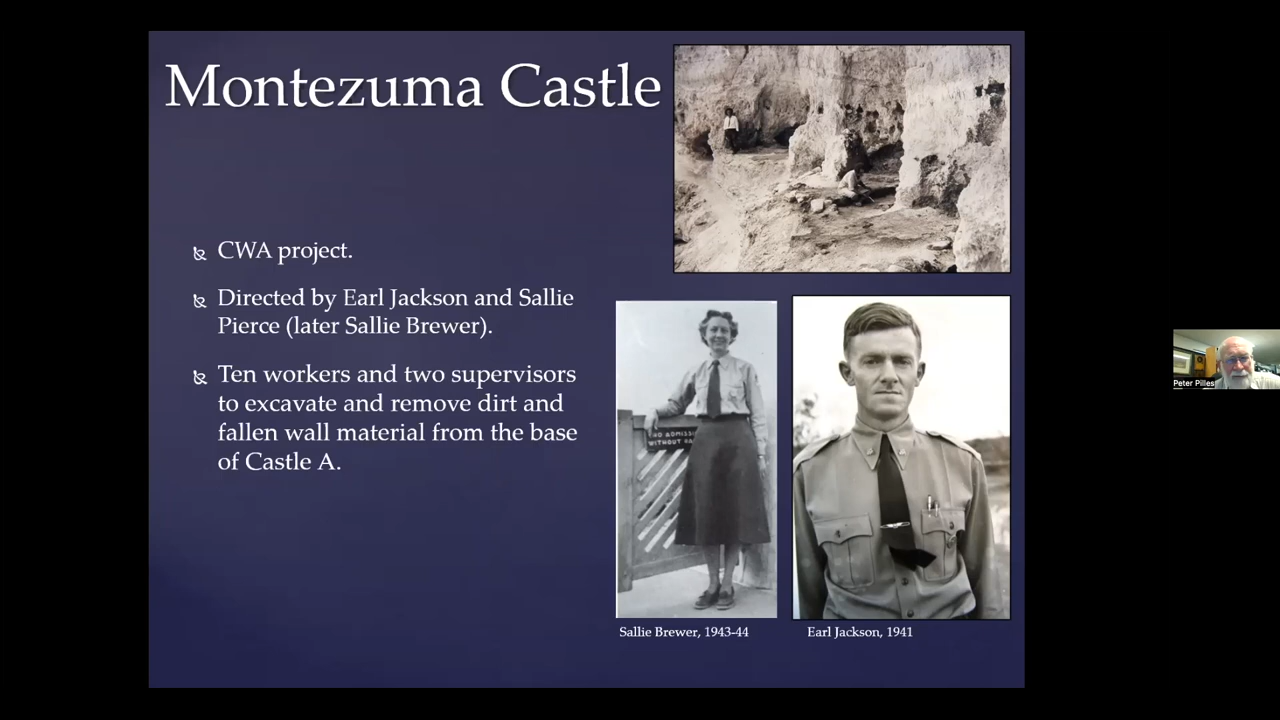 Montezuma Castle
CWA project.
Directed by Earl Jackson and Sallie
Pierce (later Sallie Brewer).
Ten workers and two supervisors
to excavate and remove dirt and
fallen wall material from the base
of Castle A.
WITHOUT
Sallie Brewer, 1943-44
Earl Jackson, 1941
Peter Pilles